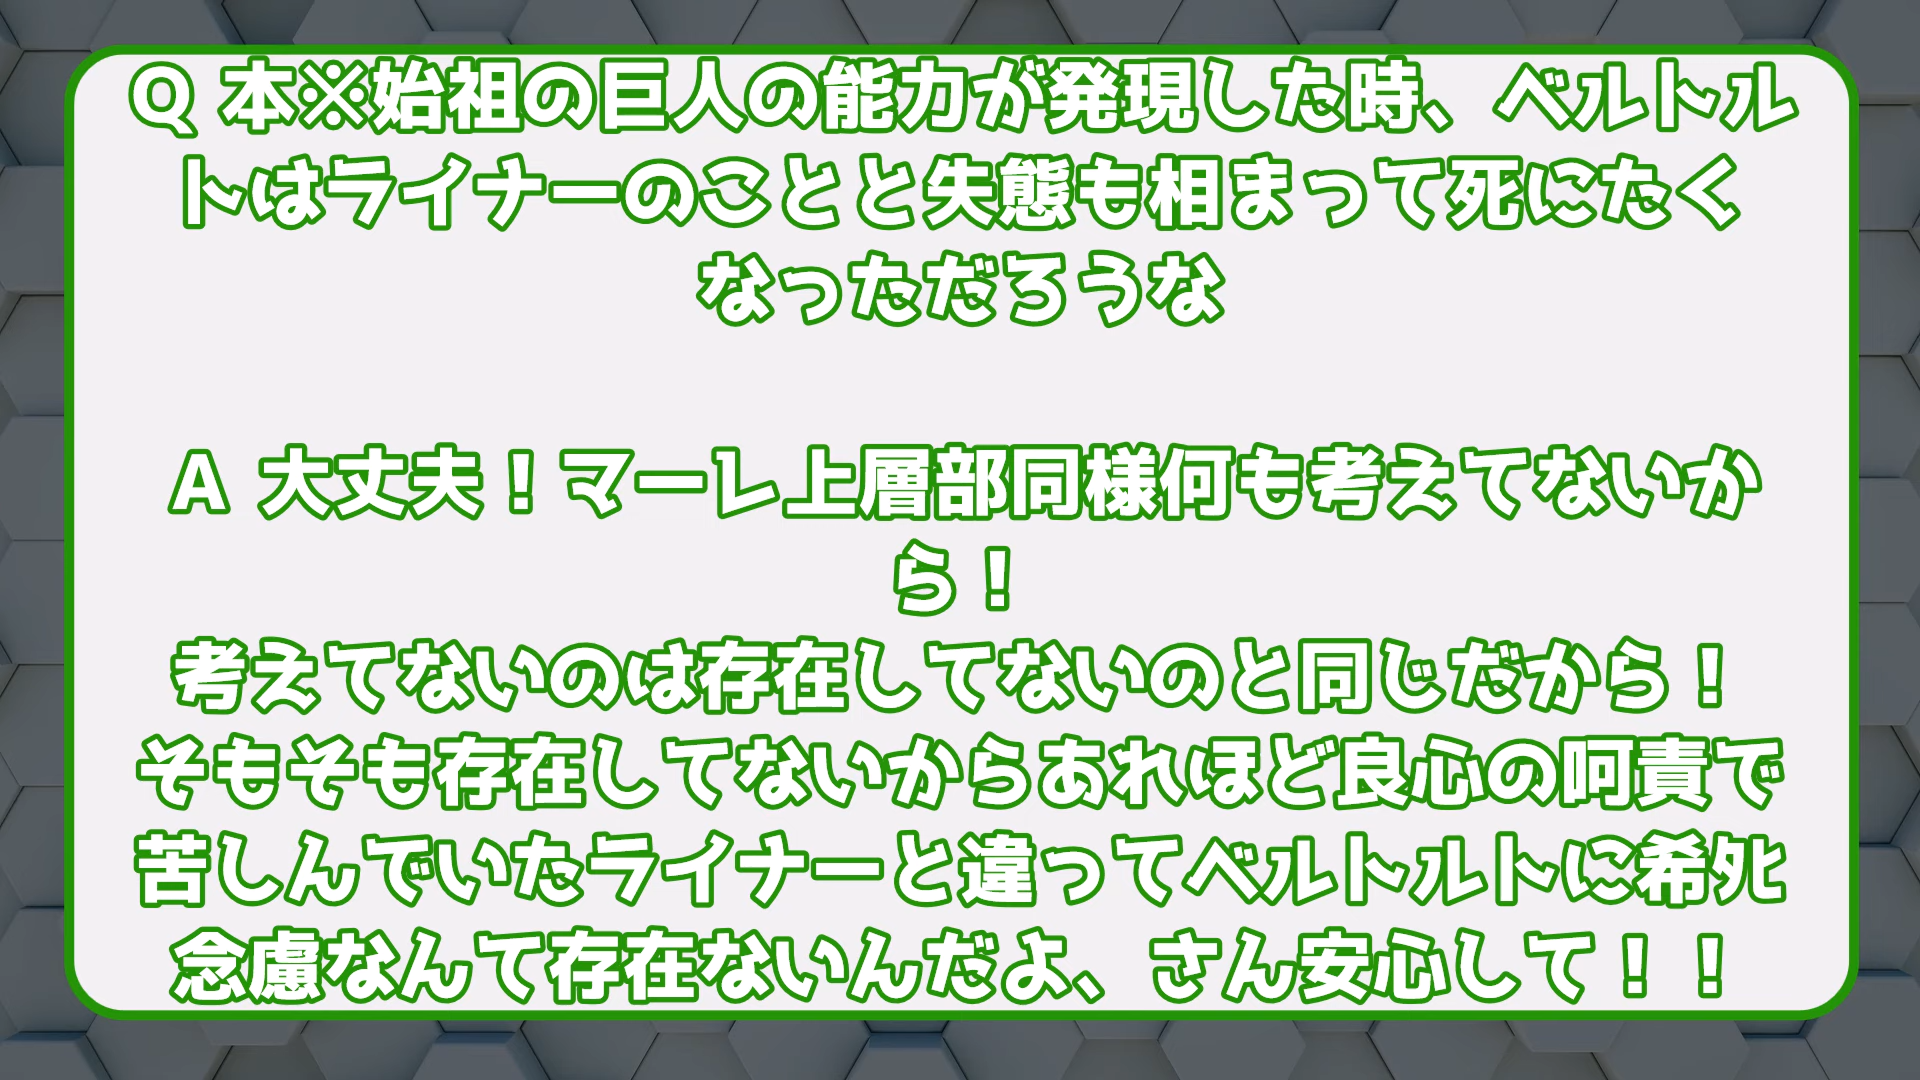 Q 本※始祖の巨人の能力が発現した時、ベルトル
トはライナーのことと失態も相まって死にたく
なっただろうな
A 大丈夫！マーレ上層部同様何も考えてないか
ら！
考えてないのは存在してないのと同じだから！
そもそも存在してないからあれほど良心の呵責で
苦しんでいたライナーと違ってベルトルトに希死
念慮なんて存在ないんだよ、さん安心して！！